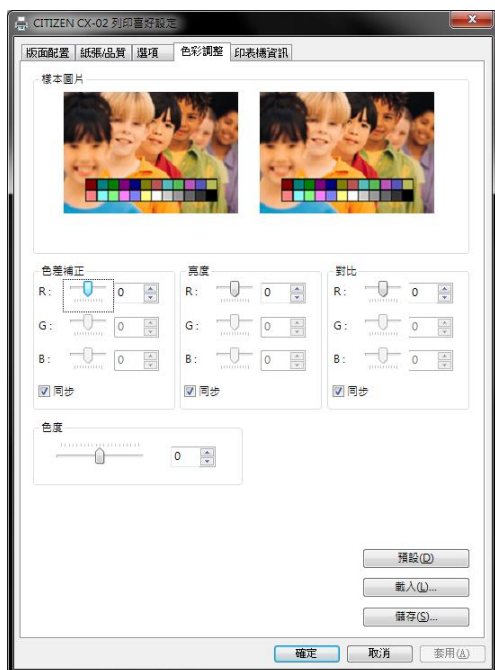 CITIZEN CX-02 列印喜好設定
版面配置 紙張/品質 選項 色彩調整 印表機資訊
樣本圖片
色差補正 亮度 對比
R: 0 R: 0 R: 0
G: 0 G: 0 G: 0
B: 0 B: 0 B: 0
同步 同步 同步
色度
0
預設(D)
載入(L)...
儲存(S)...
確定 取消 套用(A)